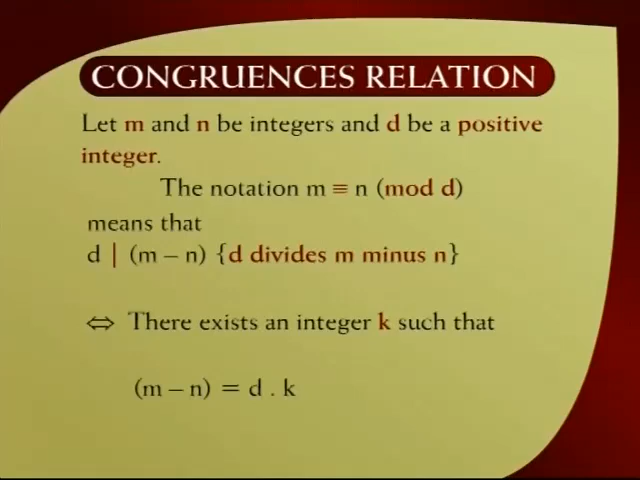 CONGRUENCES RELATION
Let m and n be integers and d be a positive
integer.
The notation m ≡ n (mod d)
means that
d | (m – n) {d divides m minus n}
⇔ There exists an integer k such that
(m – n) = d . k